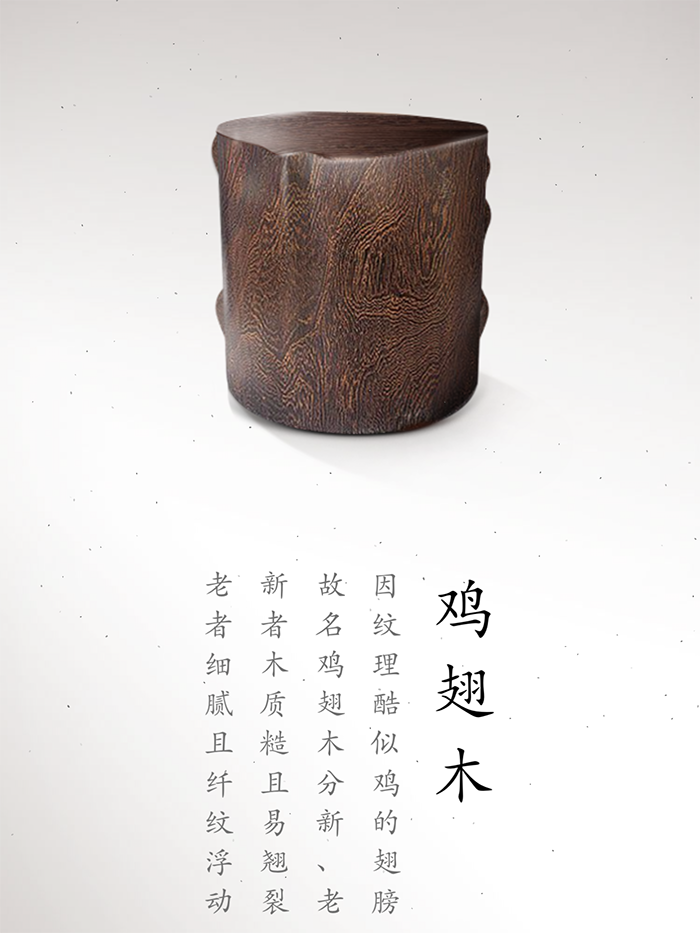 鸡翅木
因纹理酷似鸡的翅膀
故名鸡翅木分新、老
新者木质糙且易翘裂
老者细腻且纤纹浮动